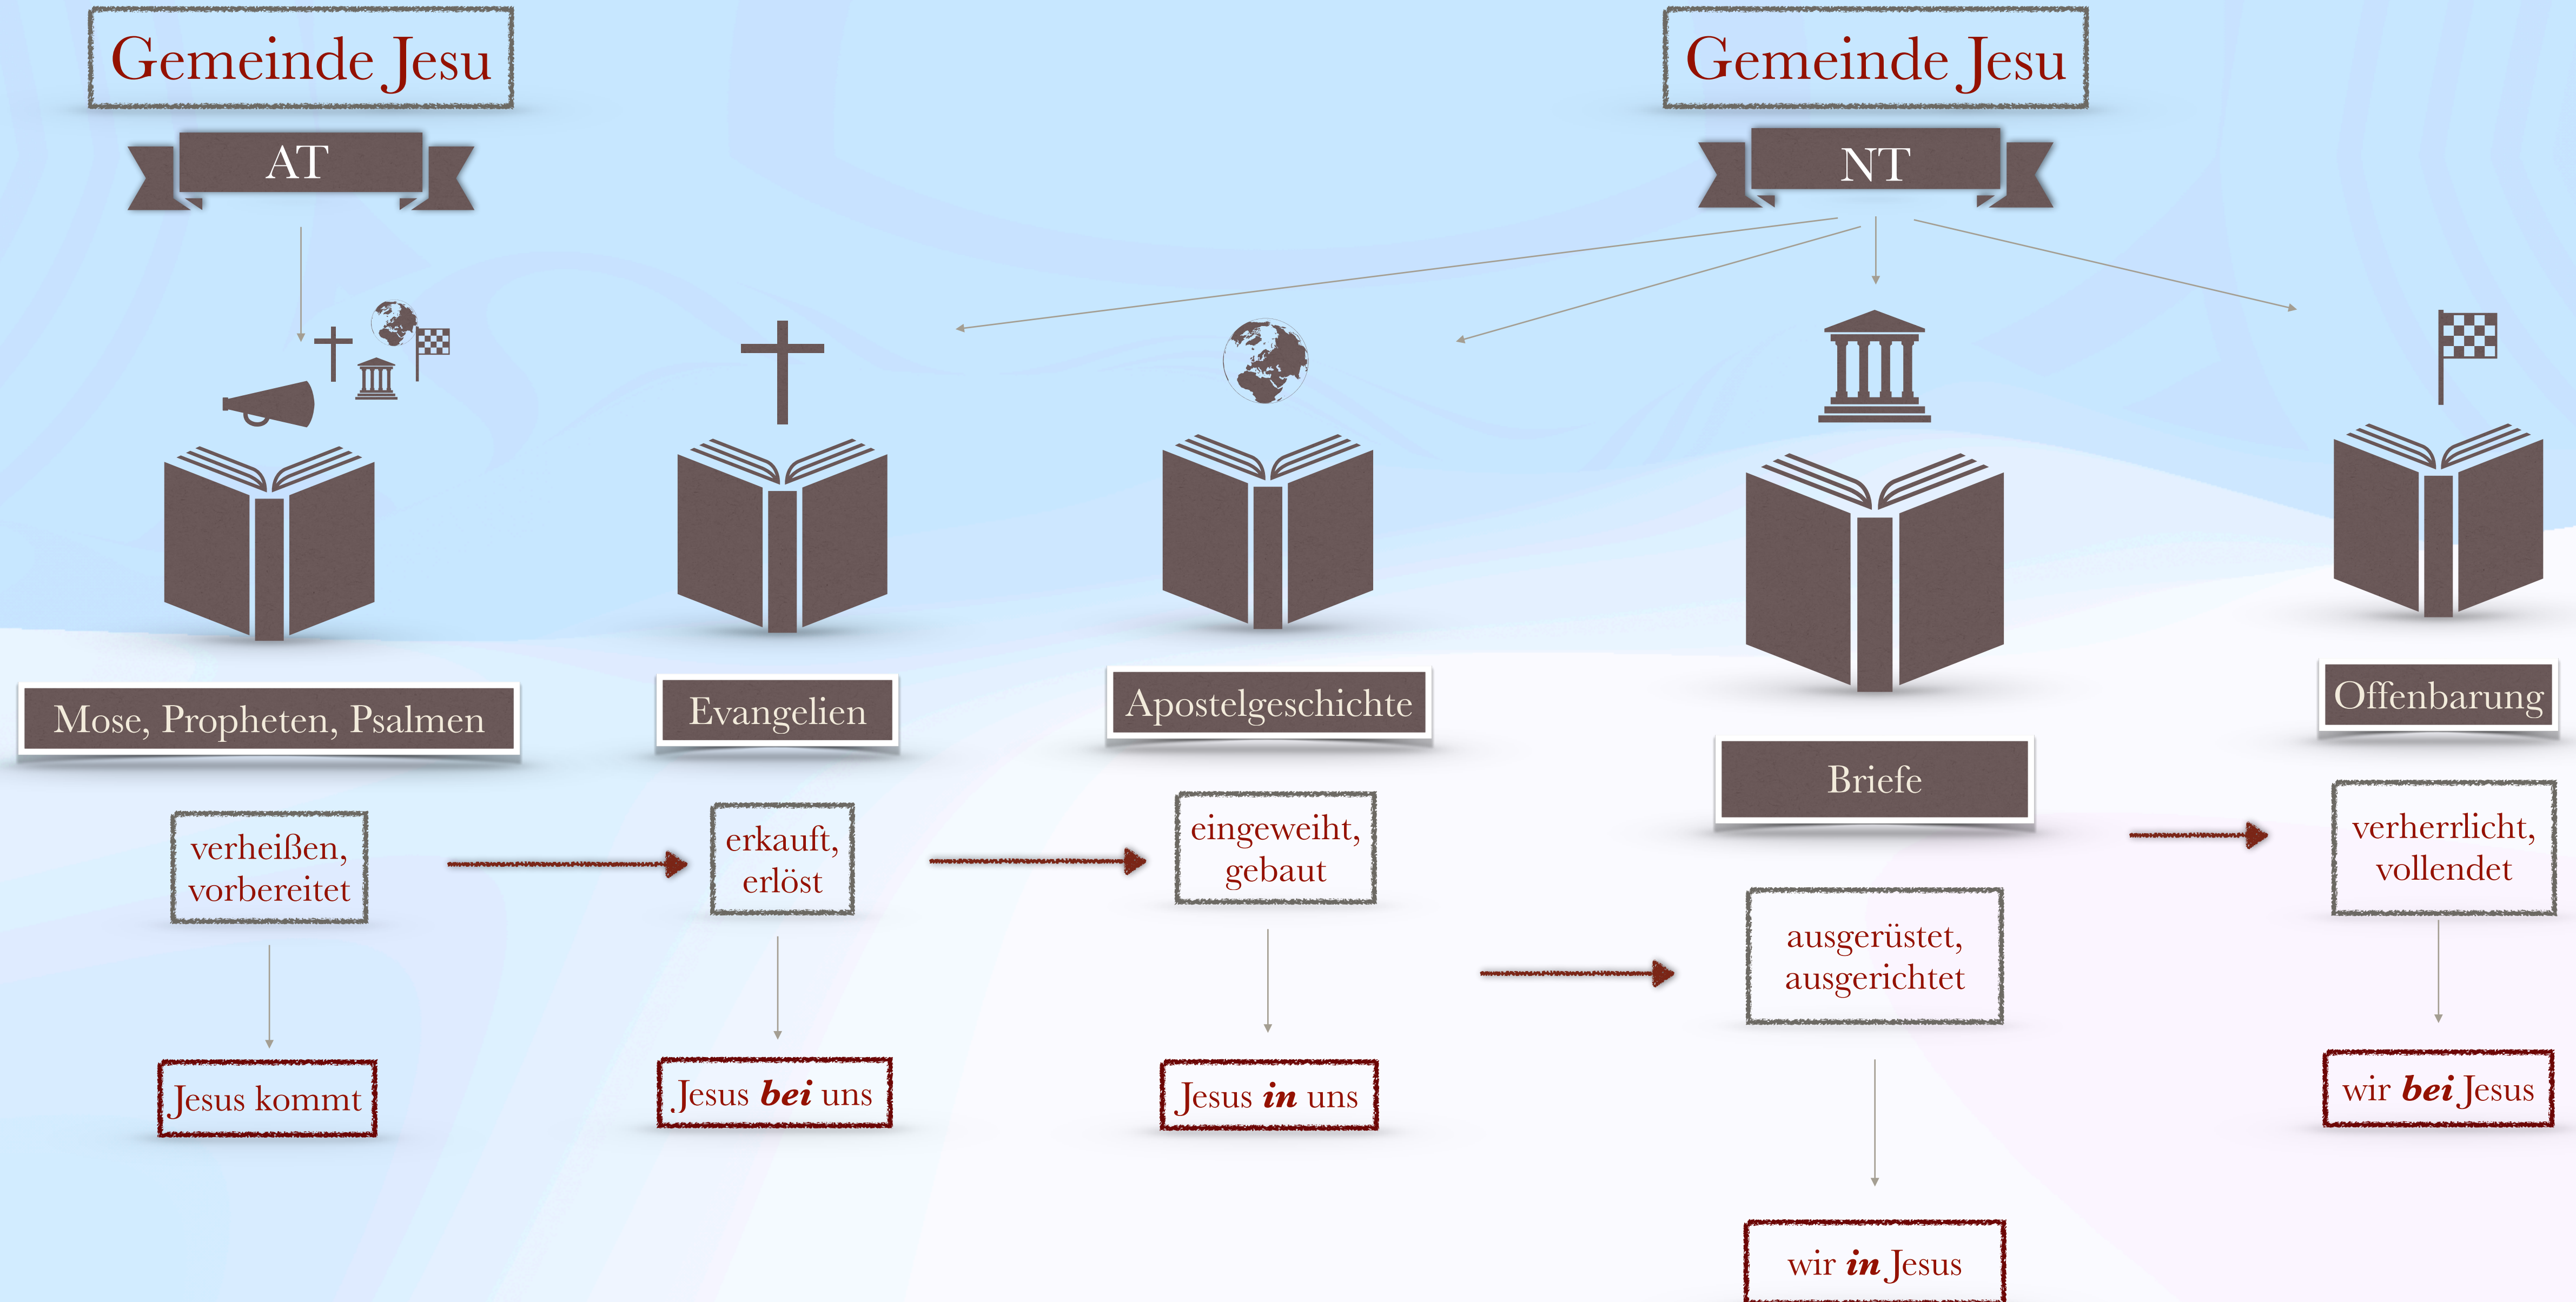 Gemeinde Jesu
AT
Gemeinde Jesu
NT
Mose, Propheten, Psalmen
verheißen,
vorbereitet
Jesus kommt
Evangelien
erkauft,
erlöst
Jesus bei uns
Apostelgeschichte
eingeweiht,
gebaut
Jesus in uns
Briefe
ausgerüstet,
ausgerichtet
wir in Jesus
Offenbarung
verherrlicht,
vollendet
wir bei Jesus